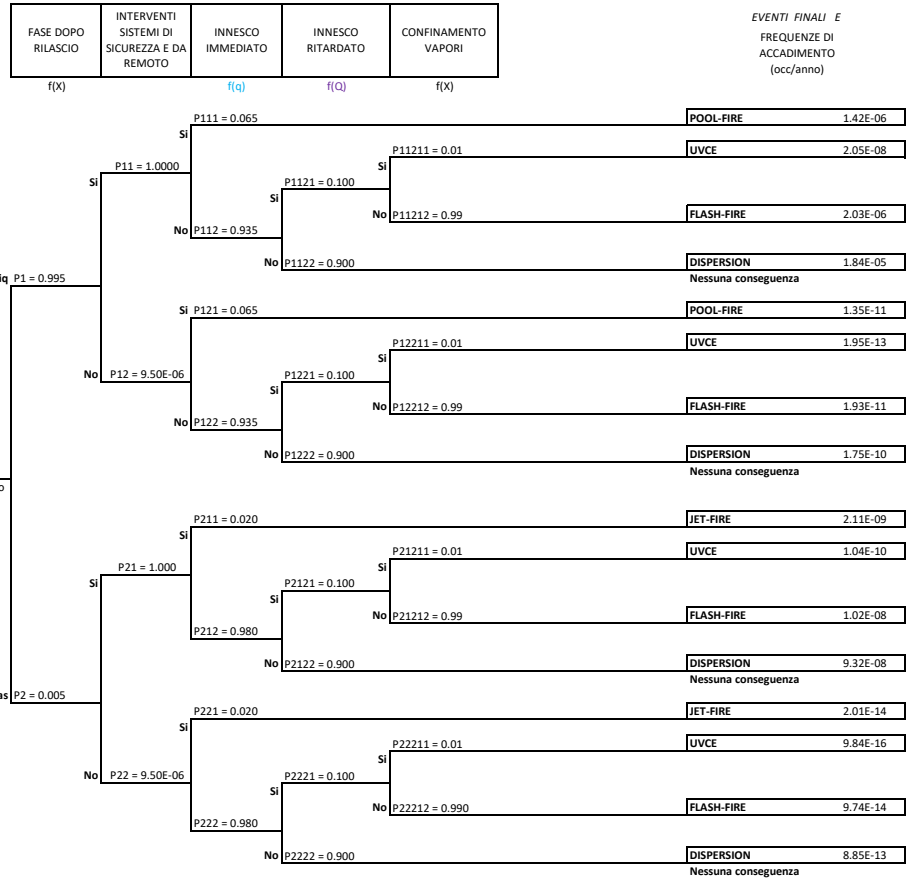 FASE DOPO
RILASCIO
INTERVENTI
SISTEMI DI
SICUREZZA E DA
REMOTO
INNESCO
IMMEDIATO
INNESCO
RITARDATO
CONFINAMENTO
VAPORI
EVENTI FINALI E
FREQUENZE DI
ACCADIMENTO
(occ/anno)
f(X)
f(q)
f(Q)
f(X)
P111 = 0.065
POOL-FIRE 1.42E-06
Si
P11211 = 0.01
UVCE 2.05E-08
P11 = 1.0000
Si
Si
P1121 = 0.100
Si
No P11212 = 0.99
FLASH-FIRE 2.03E-06
No P112 = 0.935
No P1122 = 0.900
DISPERSION 1.84E-05
Nessuna conseguenza
iq P1 = 0.995
Si P121 = 0.065
POOL-FIRE 1.35E-11
P12211 = 0.01
UVCE 1.95E-13
Si
No P12 = 9.50E-06
P1221 = 0.100
Si
No P12212 = 0.99
FLASH-FIRE 1.93E-11
No P122 = 0.935
No P1222 = 0.900
DISPERSION 1.75E-10
Nessuna conseguenza
o
P211 = 0.020
JET-FIRE 2.11E-09
Si
P21211 = 0.01
UVCE 1.04E-10
P21 = 1.000
Si
Si
P2121 = 0.100
Si
No P21212 = 0.99
FLASH-FIRE 1.02E-08
P212 = 0.980
No P2122 = 0.900
DISPERSION 9.32E-08
Nessuna conseguenza
as P2 = 0.005
P221 = 0.020
JET-FIRE 2.01E-14
Si
P22211 = 0.01
UVCE 9.84E-16
Si
No P22 = 9.50E-06
P2221 = 0.100
Si
No P22212 = 0.990
FLASH-FIRE 9.74E-14
P222 = 0.980
No P2222 = 0.900
DISPERSION 8.85E-13
Nessuna conseguenza